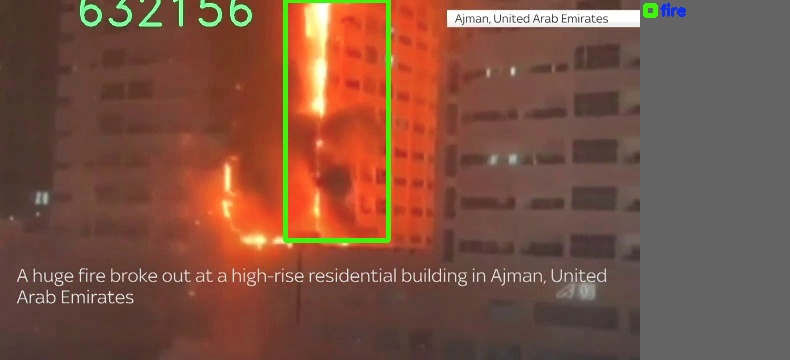 632156
Ajman, United Arab Emirates
fire
A huge fire broke out at a high-rise residential building in Ajman, United
Arab Emirates